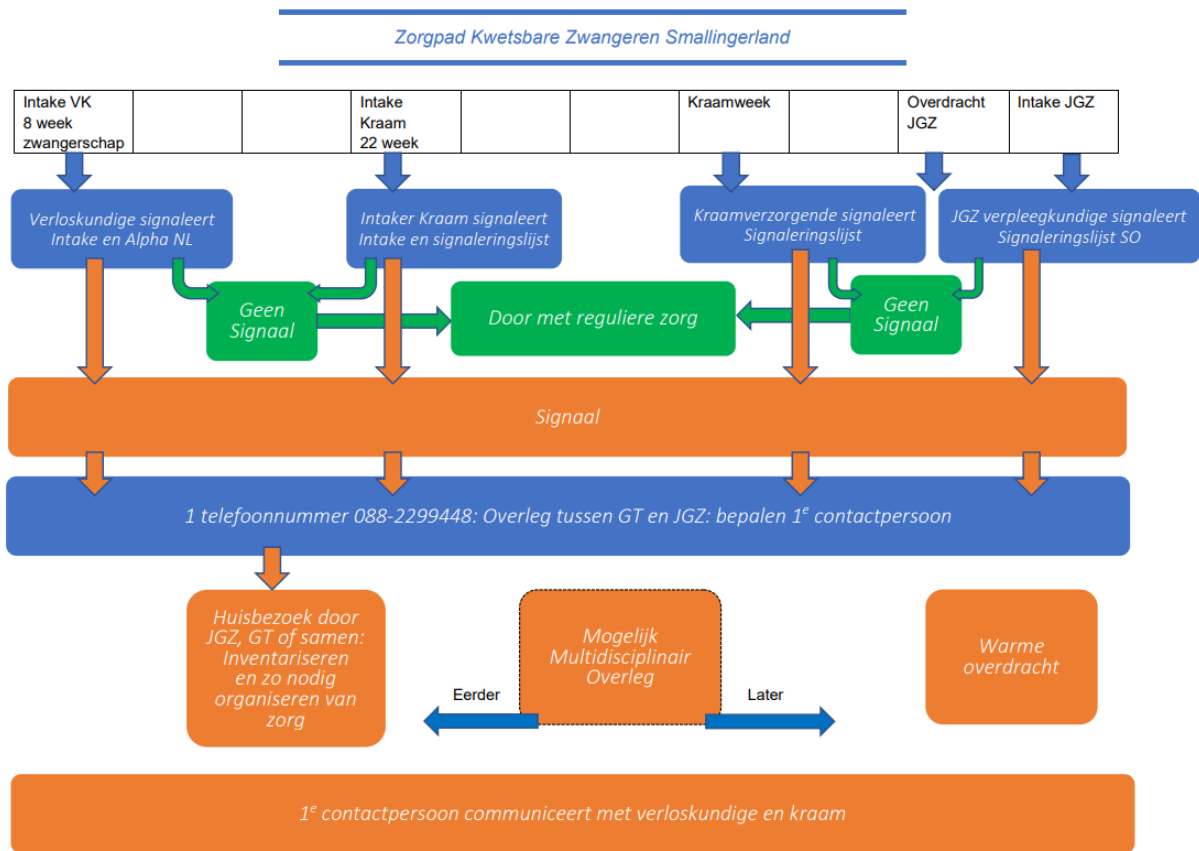 Zorgpad Kwetsbare Zwangeren Smallingerland
Intake VK
8 week
zwangerschap
Intake
Kraam
22 week
Kraamweek
Overdracht
JGZ
Intake JGZ
Verloskundige signaleert
Intake en Alpha NL
Intaker Kraam signaleert
Intake en signaleringslijst
Kraamverzorgende signaleert
Signaleringslijst
JGZ verpleegkundige signaleert
Signaleringslijst SO
Geen
Signaal
Door met reguliere zorg
Geen
Signaal
Signaal
1 telefoonnummer 088-2299448: Overleg tussen GT en JGZ: bepalen 1e contactpersoon
Huisbezoek door
JGZ, GT of samen:
Inventariseren
en zo nodig
organiseren van
zorg
Mogelijk
Multidisciplinair
Overleg
Eerder
Later
Warme
overdracht
1e contactpersoon communiceert met verloskundige en kraam